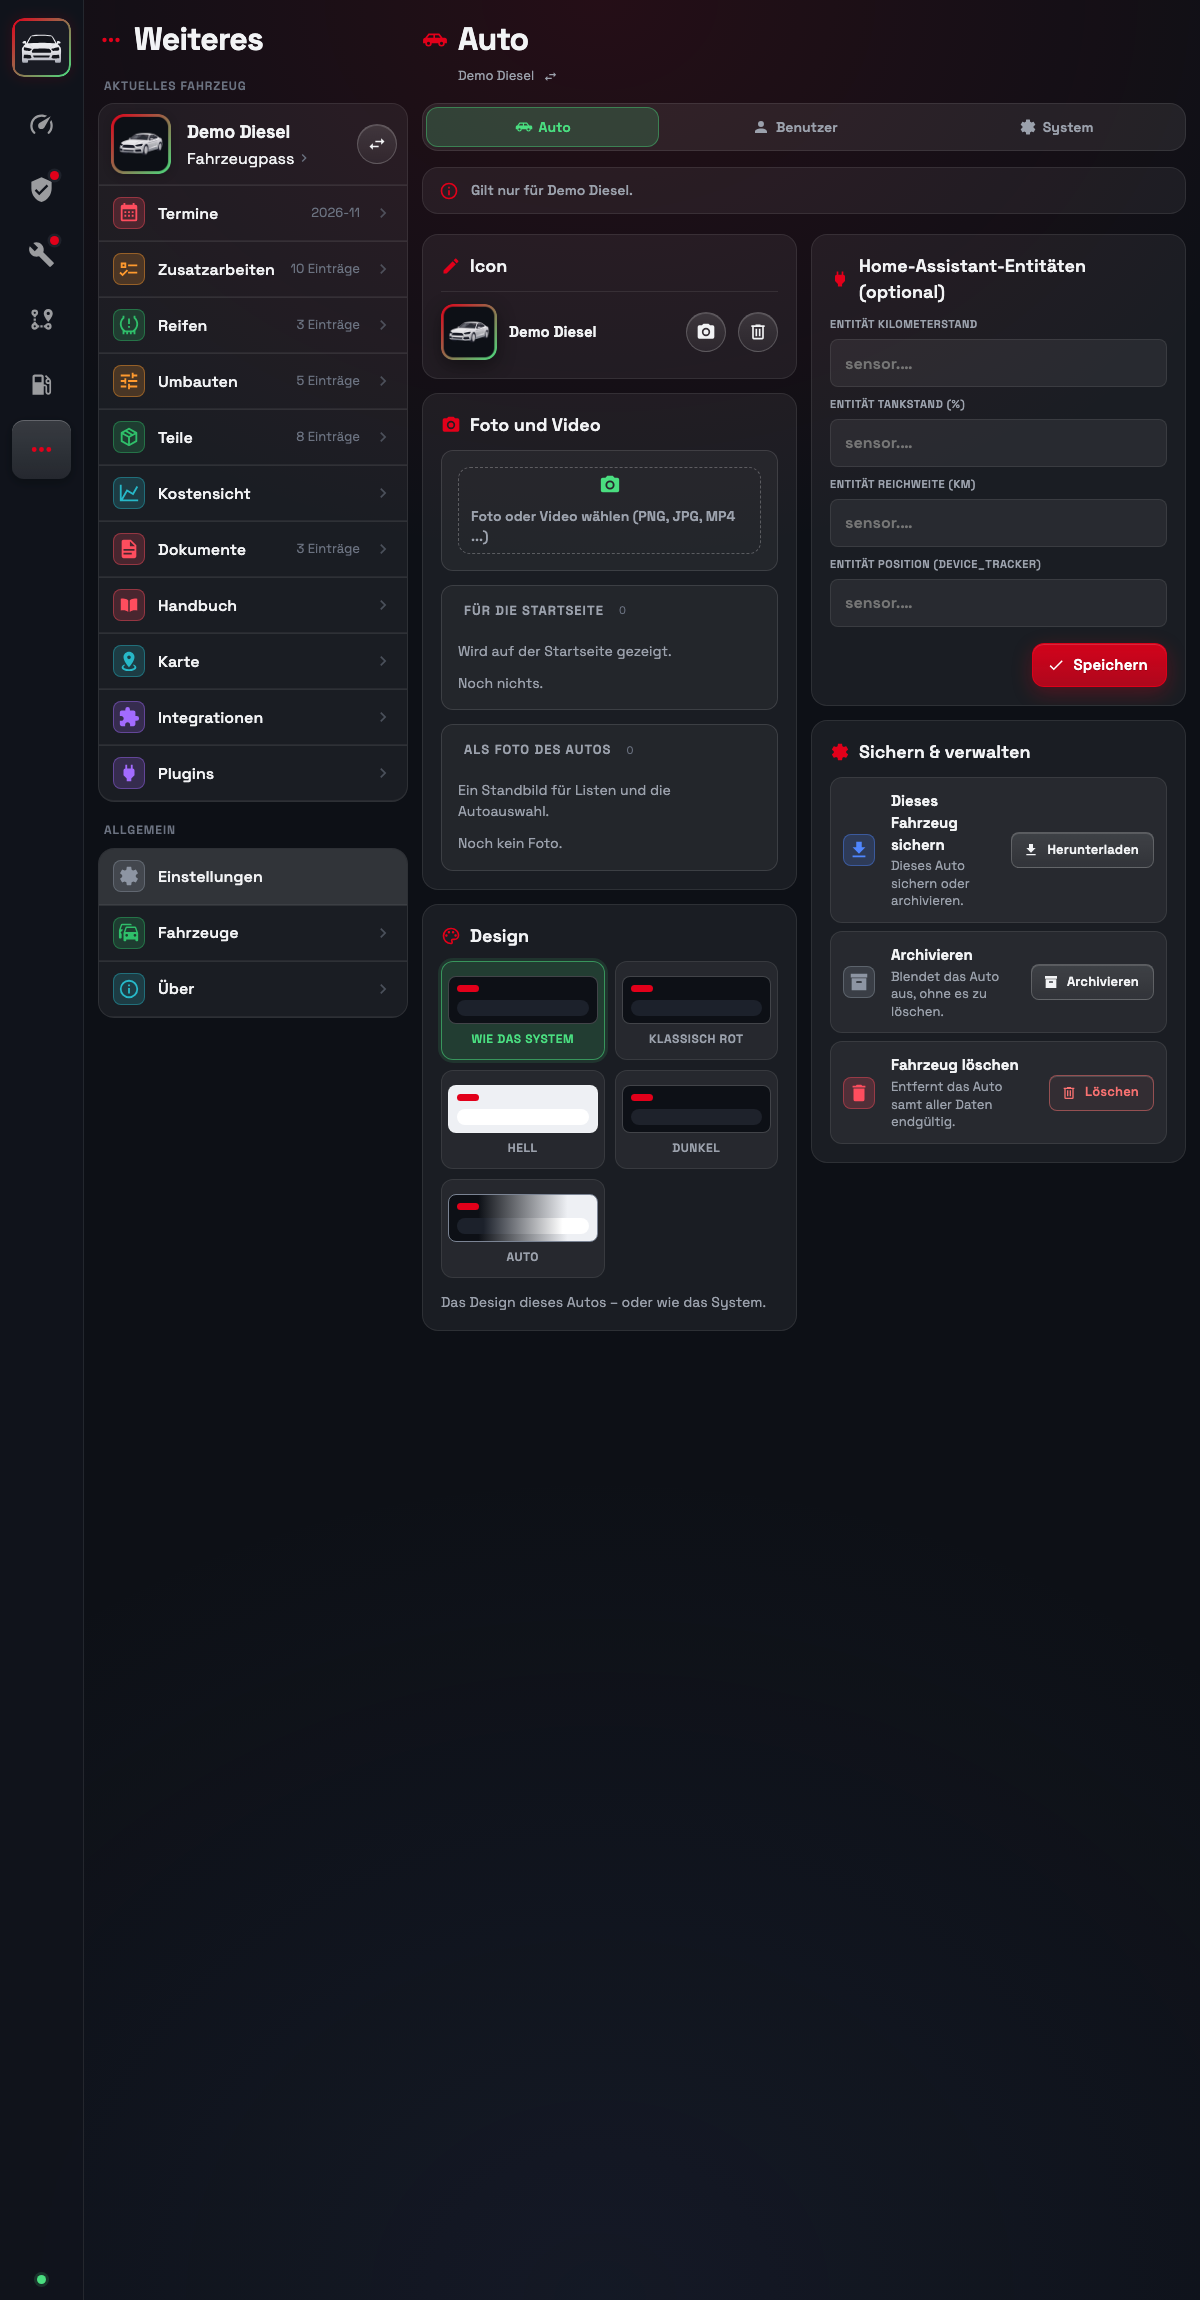 Weiteres
AKTUELLES FAHRZEUG
Demo Diesel
Fahrzeugpass
Termine 2026-11
Zusatzarbeiten 10 Einträge
Reifen 3 Einträge
Umbauten 5 Einträge
Teile 8 Einträge
Kostensicht
Dokumente 3 Einträge
Handbuch
Karte
Integrationen
Plugins
ALLGEMEIN
Einstellungen
Fahrzeuge
Über
Auto
Demo Diesel
Auto Benutzer System
Gilt nur für Demo Diesel.
Icon
Demo Diesel
Foto und Video
Foto oder Video wählen (PNG, JPG, MP4
...)
FÜR DIE STARTSEITE 0
Wird auf der Startseite gezeigt.
Noch nichts.
ALS FOTO DES AUTOS 0
Ein Standbild für Listen und die
Autoauswahl.
Noch kein Foto.
Design
WIE DAS SYSTEM KLASSISCH ROT
HELL DUNKEL
AUTO
Das Design dieses Autos – oder wie das System.
Home-Assistant-Entitäten
(optional)
ENTITÄT KILOMETERSTAND
sensor....
ENTITÄT TANKSTAND (%)
sensor....
ENTITÄT REICHWEITE (KM)
sensor....
ENTITÄT POSITION (DEVICE_TRACKER)
sensor....
Speichern
Sichern & verwalten
Dieses
Fahrzeug
sichern
Dieses Auto
sichern oder
archivieren.
Herunterladen
Archivieren
Blendet das Auto
aus, ohne es zu
löschen.
Archivieren
Fahrzeug löschen
Entfernt das Auto
samt aller Daten
endgültig.
Löschen